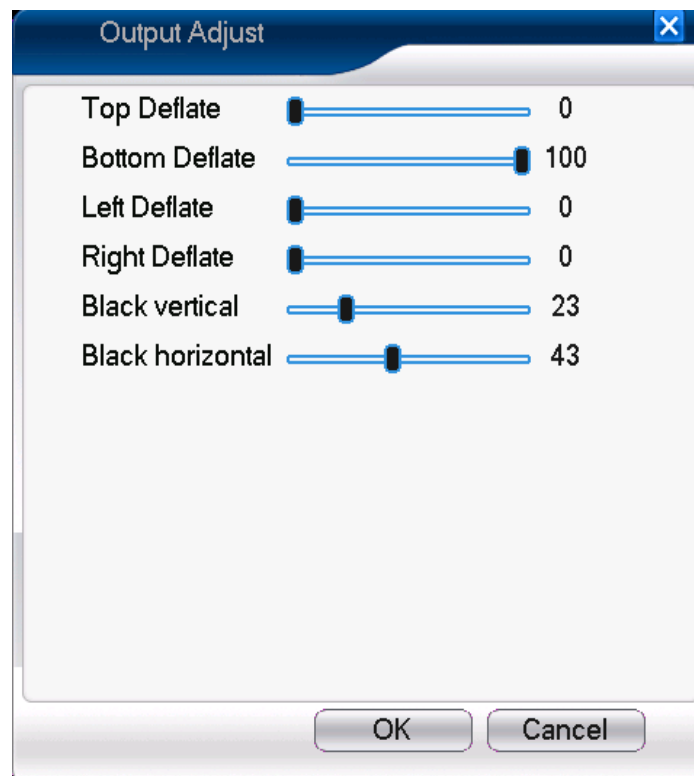 Output Adjust
Top Deflate 0
Bottom Deflate 100
Left Deflate 0
Right Deflate 0
Black vertical 23
Black horizontal 43
OK Cancel